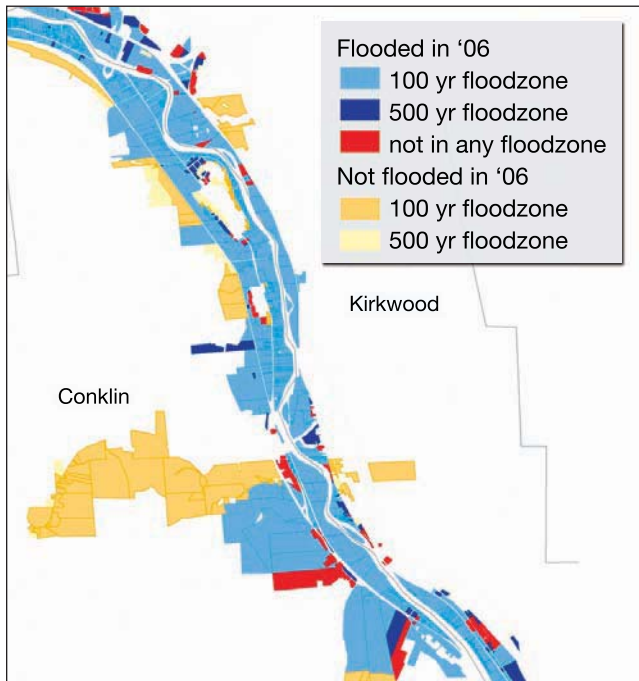 Flooded in ‘06
100 yr floodzone
500 yr floodzone
not in any floodzone
Not flooded in ‘06
100 yr floodzone
500 yr floodzone
Kirkwood
Conklin